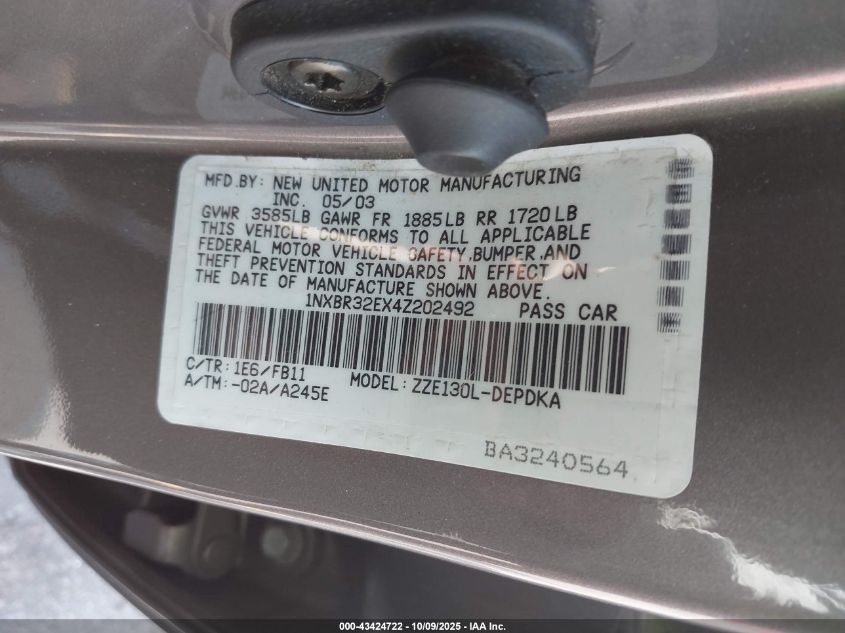 MFD.BY: NEW UNITED MOTOR MANUFACTURING
INC. 05/03
GVWR 3585LB GAWR FR 1885LB RR 1720LB
THIS VEHICLE CONFORMS TO ALL APPLICABLE
FEDERAL MOTOR VEHICLE SAFETY,BUMPER,AND
THEFT PREVENTION STANDARDS IN EFFECT ON
THE DATE OF MANUFACTURE SHOWN ABOVE.
1NXBR32EX4Z202492 PASS CAR
C/TR: 1E6/FB11 MODEL: ZZE130L-DEPDKA
A/TM: -02A/A245E
BA3240564
000-43424722 - 10/09/2025 - IAA Inc.